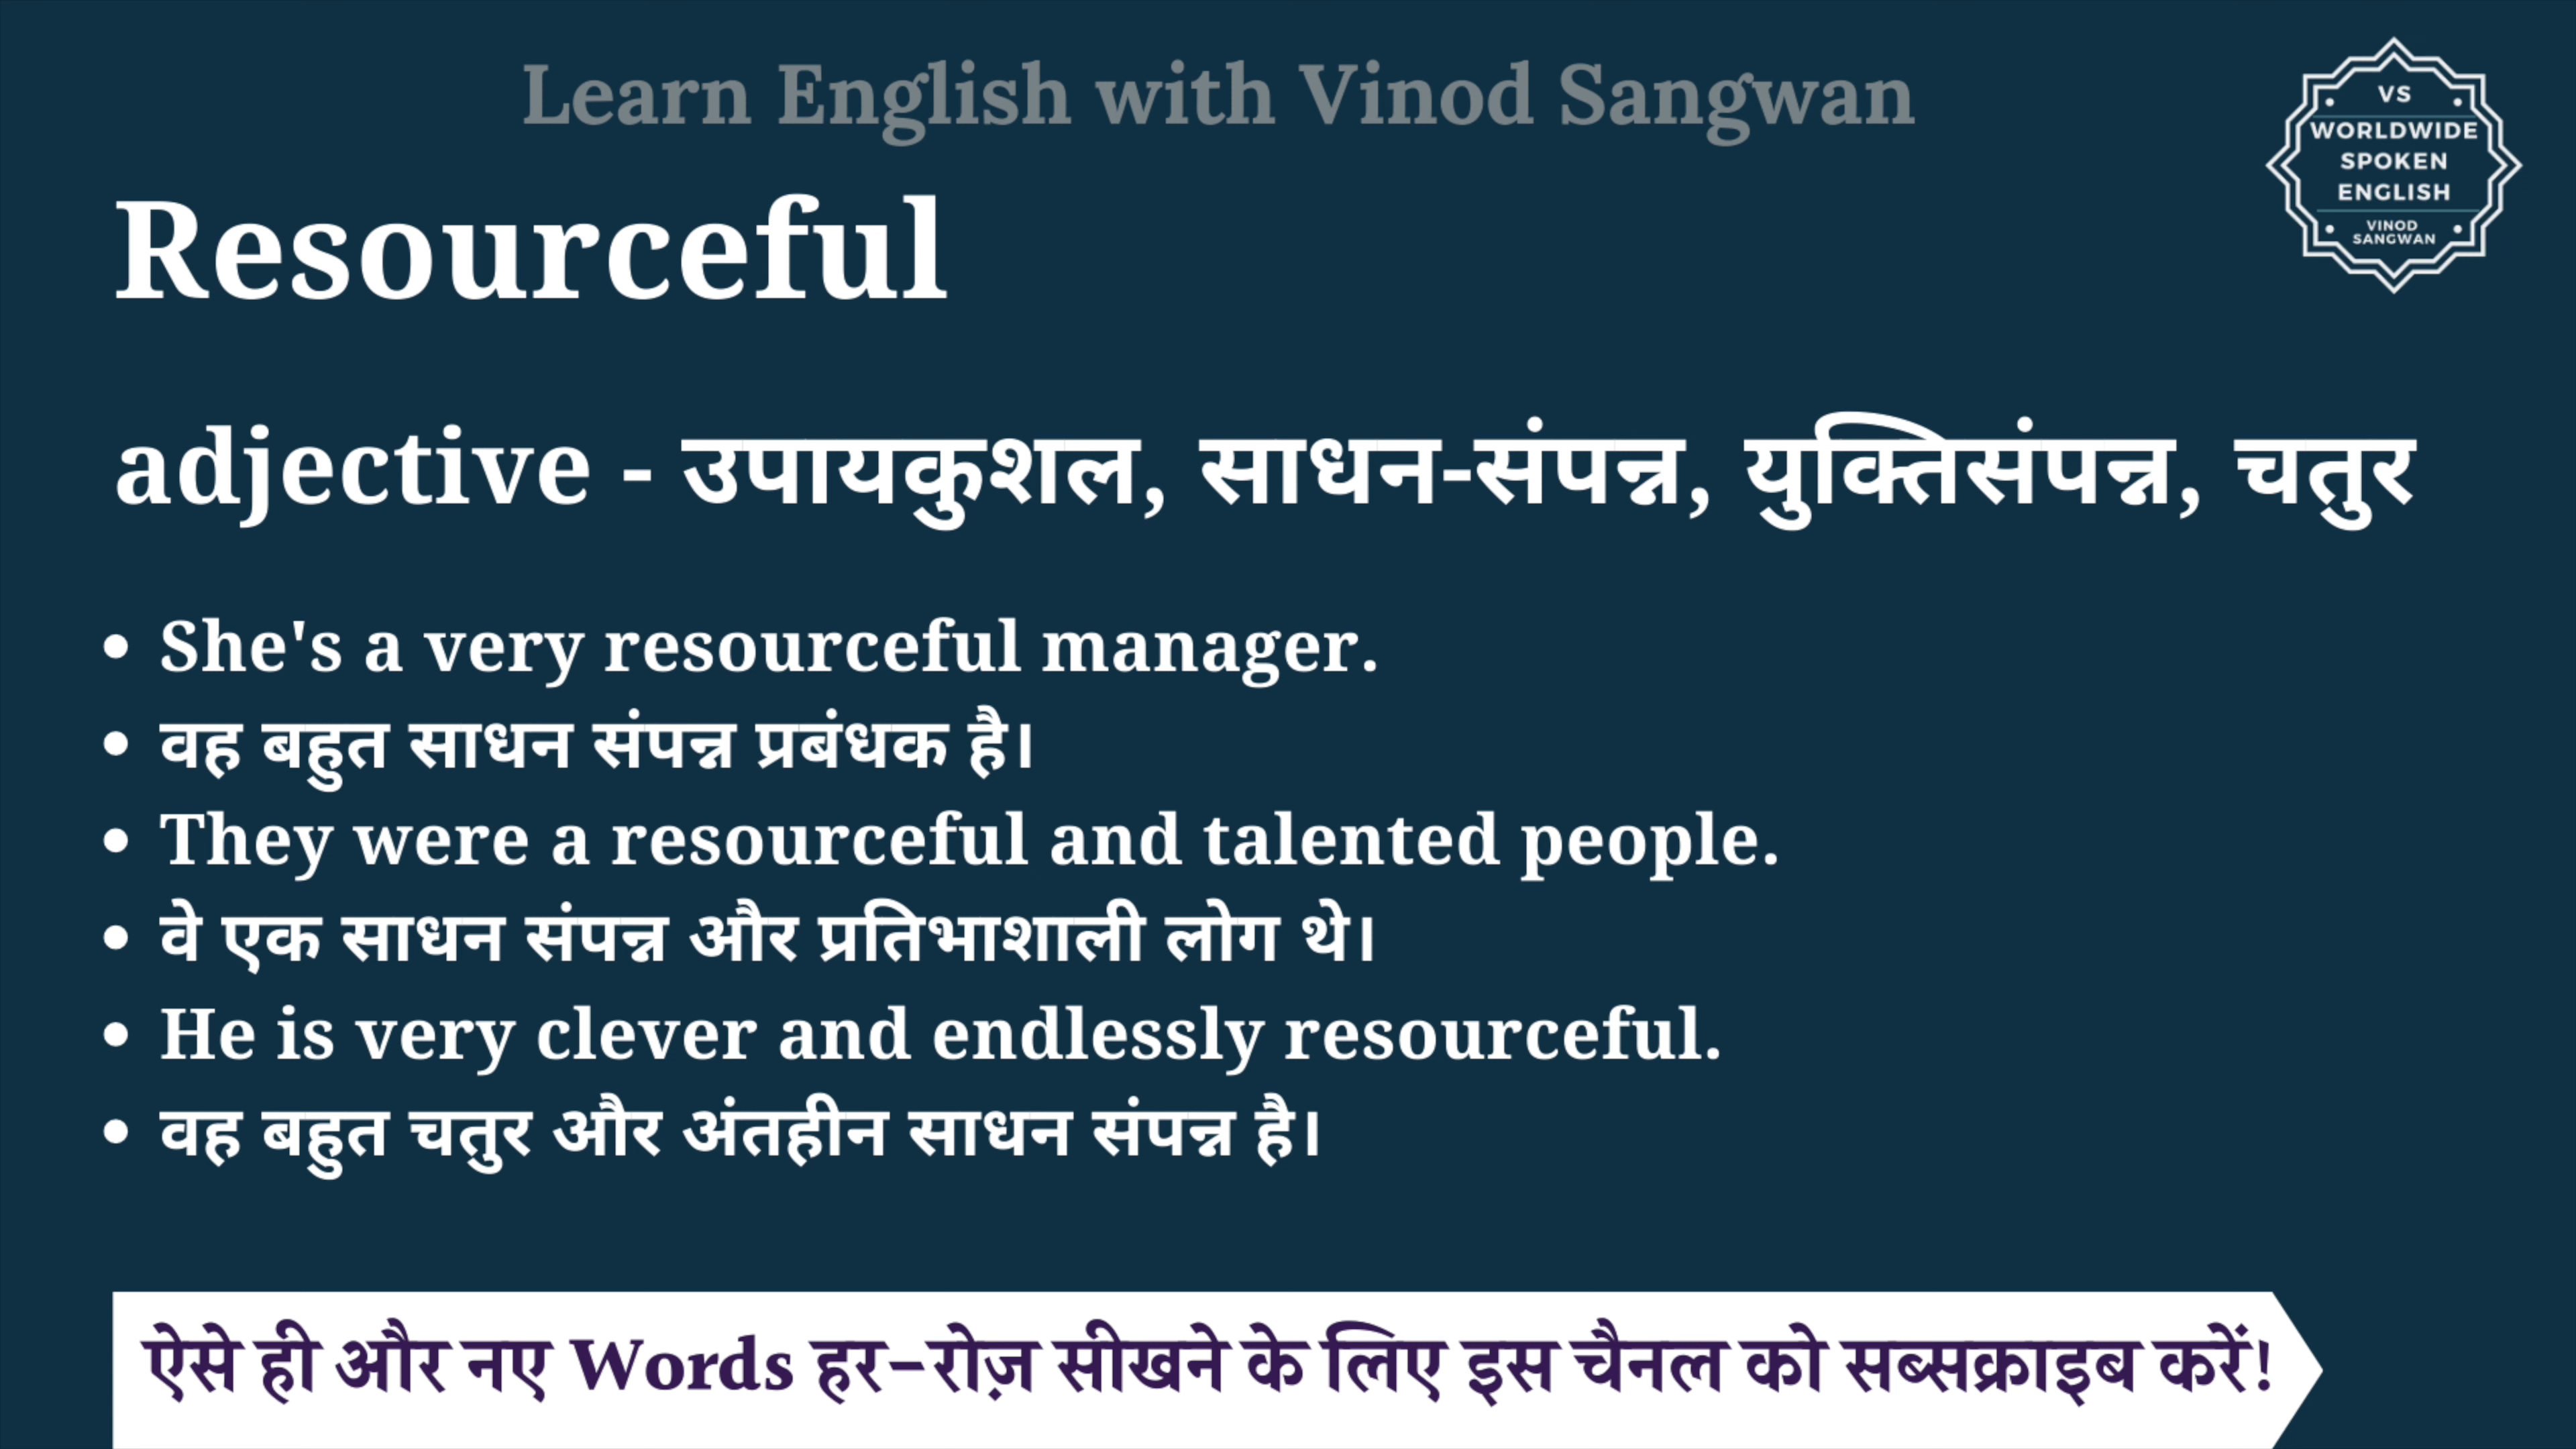 Learn English with Vinod Sangwan
VS
WORLDWIDE
SPOKEN
ENGLISH
VINOD
SANGWAN
Resourceful
adjective - उपायकुशल, साधन-संपन्न, युक्तिसंपन्न, चतुर
• She's a very resourceful manager.
• वह बहुत साधन संपन्न प्रबंधक है।
• They were a resourceful and talented people.
• वे एक साधन संपन्न और प्रतिभाशाली लोग थे।
• He is very clever and endlessly resourceful.
• वह बहुत चतुर और अंतहीन साधन संपन्न है।
ऐसे ही और नए Words हर-रोज़ सीखने के लिए इस चैनल को सब्सक्राइब करें!